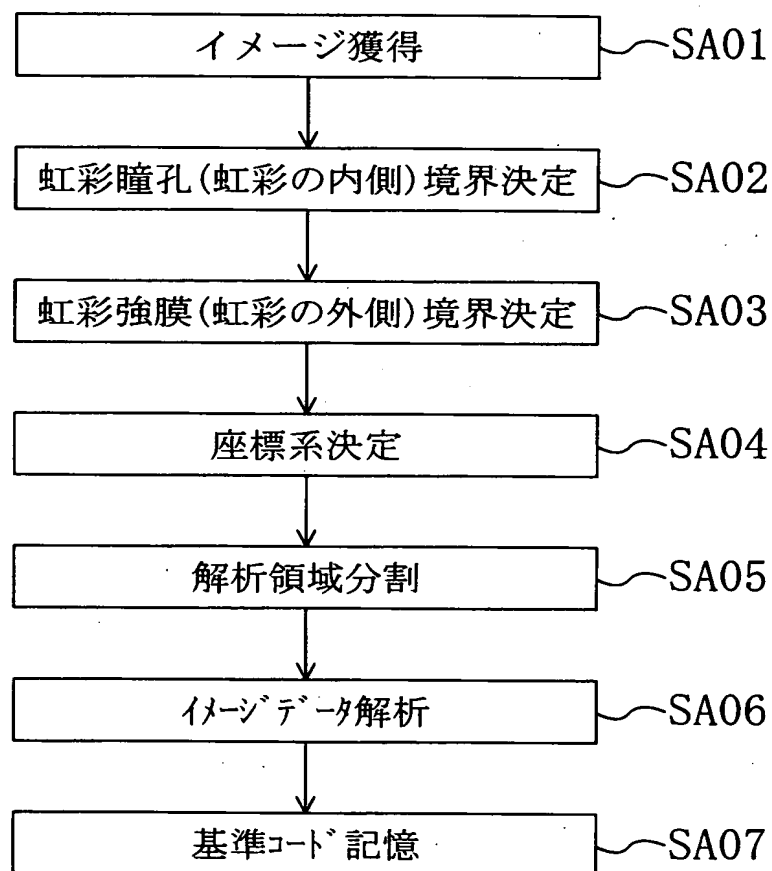 イメージ獲得 SA01
虹彩瞳孔(虹彩の内側)境界決定 SA02
虹彩強膜(虹彩の外側)境界決定 SA03
座標系決定 SA04
解析領域分割 SA05
ｲﾒｰｼﾞﾃﾞｰﾀ解析 SA06
基準ｺｰﾄﾞ記憶 SA07